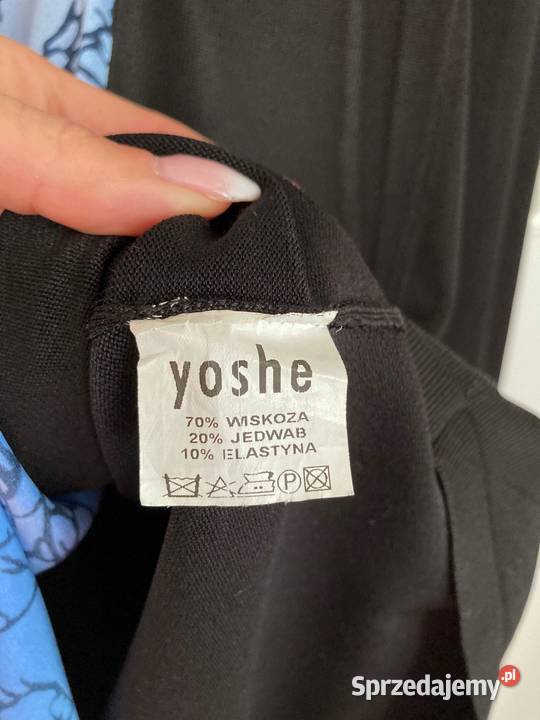 yoshe
70% WISKOZA
20% JEDWAB
10% ELASTYNA
P
Sprzedajemy.pl